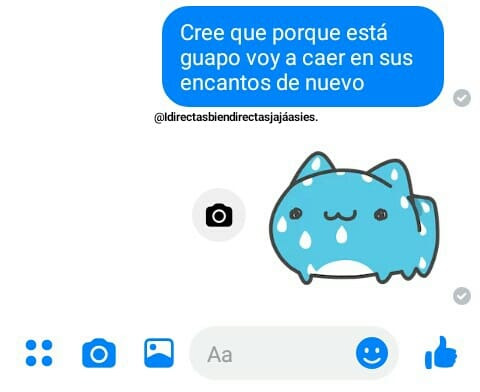 Cree que porque está
guapo voy a caer en sus
encantos de nuevo
@Idirectasbiendirectasjajáasies.
Aa